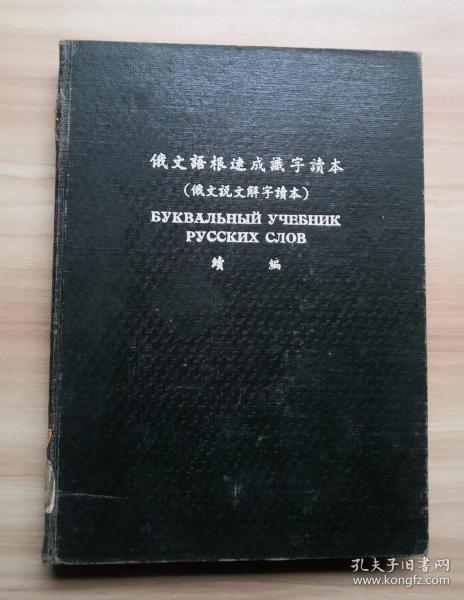 俄文語根速成識字讀本
(俄文説文解字讀本)
БУКВАЛЬНЫЙ УЧЕБНИК
РУССКИХ СЛОВ
續 編
孔夫子旧书网
www.kongfz.com